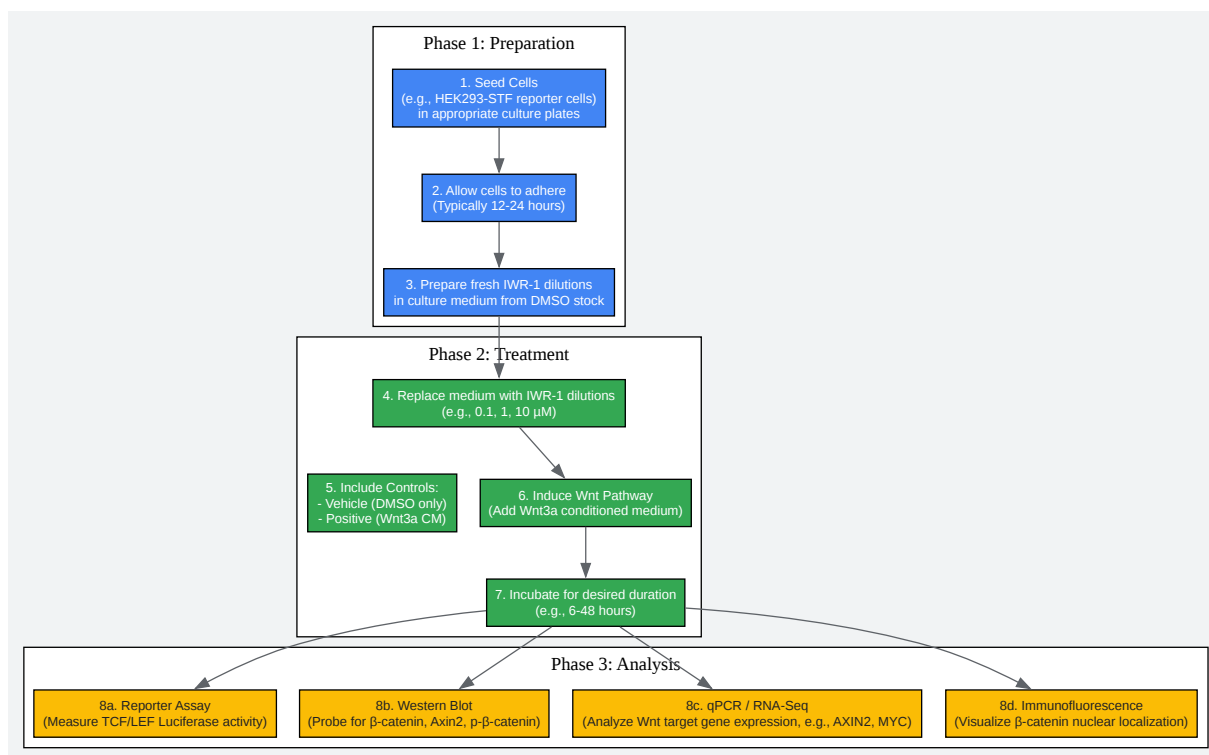 Phase 1: Preparation
1. Seed Cells
(e.g., HEK293-STF reporter cells)
in appropriate culture plates
2. Allow cells to adhere
(Typically 12-24 hours)
3. Prepare fresh IWR-1 dilutions
in culture medium from DMSO stock
Phase 2: Treatment
4. Replace medium with IWR-1 dilutions
(e.g., 0.1, 1, 10 µM)
5. Include Controls:
- Vehicle (DMSO only)
- Positive (Wnt3a CM)
6. Induce Wnt Pathway
(Add Wnt3a conditioned medium)
7. Incubate for desired duration
(e.g., 6-48 hours)
Phase 3: Analysis
8a. Reporter Assay
(Measure TCF/LEF Luciferase activity)
8b. Western Blot
(Probe for β-catenin, Axin2, p-β-catenin)
8c. qPCR / RNA-Seq
(Analyze Wnt target gene expression, e.g., AXIN2, MYC)
8d. Immunofluorescence
(Visualize β-catenin nuclear localization)